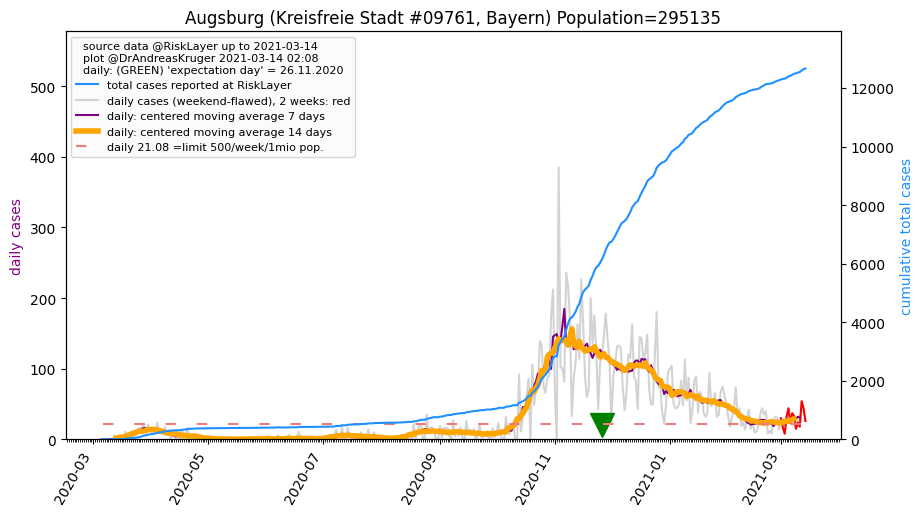 Augsburg (Kreisfreie Stadt #09761, Bayern) Population=295135
source data @RiskLayer up to 2021-03-14
plot @DrAndreasKruger 2021-03-14 02:08
daily: (GREEN) 'expectation day' = 26.11.2020
total cases reported at RiskLayer
daily cases (weekend-flawed), 2 weeks: red
daily: centered moving average 7 days
daily: centered moving average 14 days
daily 21.08 =limit 500/week/1mio pop.
daily cases
500
400
300
200
100
0
cumulative total cases
12000
10000
8000
6000
4000
2000
0
2020-03
2020-05
2020-07
2020-09
2020-11
2021-01
2021-03